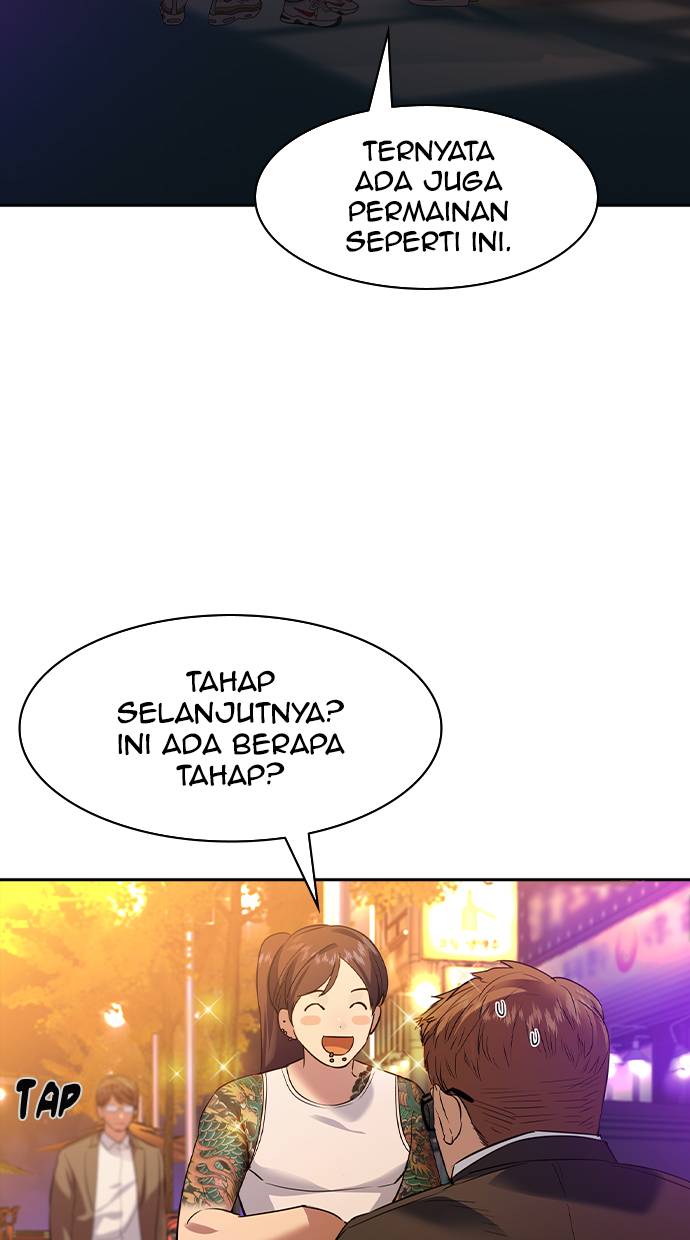 TERNYATA
ADA JUGA
PERMAINAN
SEPERTI INI.
TAHAP
SELANJUTNYA?
INI ADA BERAPA
TAHAP?
TAP